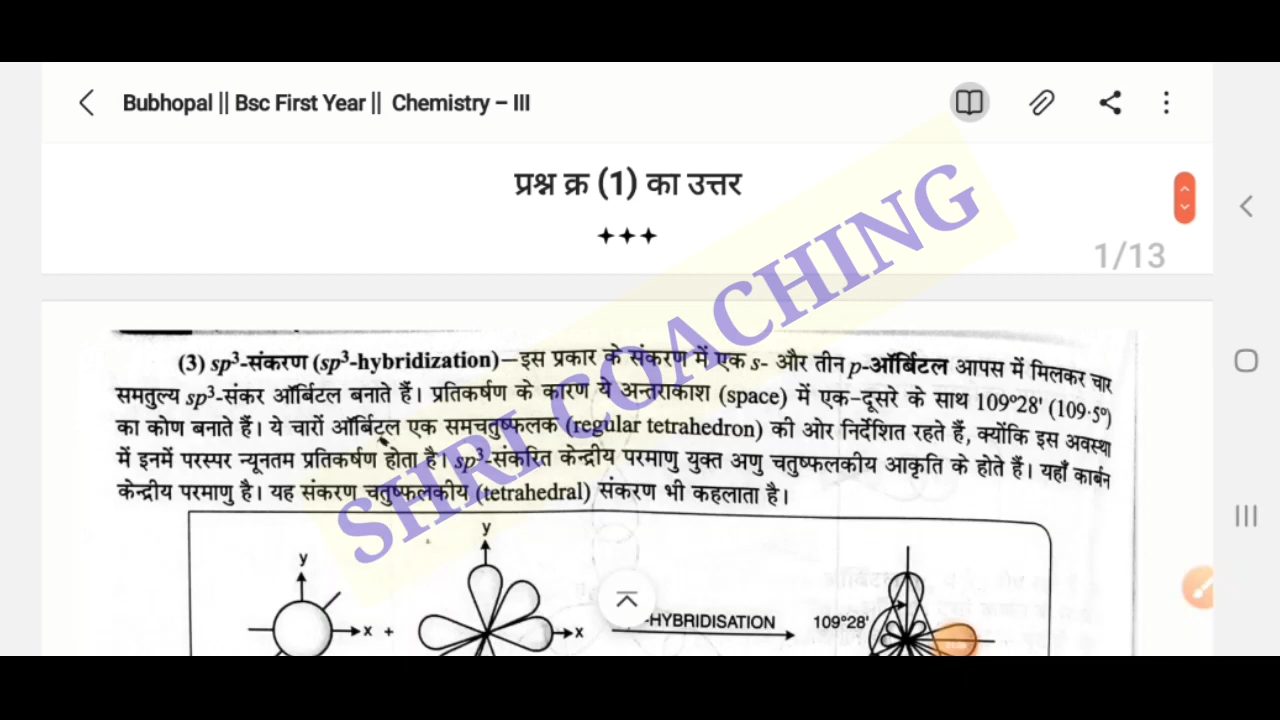 Bubhopal || Bsc First Year || Chemistry – III
प्रश्न क्र (1) का उत्तर
1/13
SHRI COACHING
(3) sp³-संकरण (sp³-hybridization)—इस प्रकार के संकरण में एक s- और तीन p-ऑर्बिटल आपस में मिलकर चार
समतुल्य sp³-संकर ऑर्बिटल बनाते हैं। प्रतिकर्षण के कारण ये अन्तराकाश (space) में एक-दूसरे के साथ 109°28' (109·5°)
का कोण बनाते हैं। ये चारों ऑर्बिटल एक समचतुष्फलक (regular tetrahedron) की ओर निर्देशित रहते हैं, क्योंकि इस अवस्था
में इनमें परस्पर न्यूनतम प्रतिकर्षण होता है। sp³-संकरित केन्द्रीय परमाणु युक्त अणु चतुष्फलकीय आकृति के होते हैं। यहाँ कार्बन
केन्द्रीय परमाणु है। यह संकरण चतुष्फलकीय (tetrahedral) संकरण भी कहलाता है।
y
y
x +
x
-HYBRIDISATION
109°28'